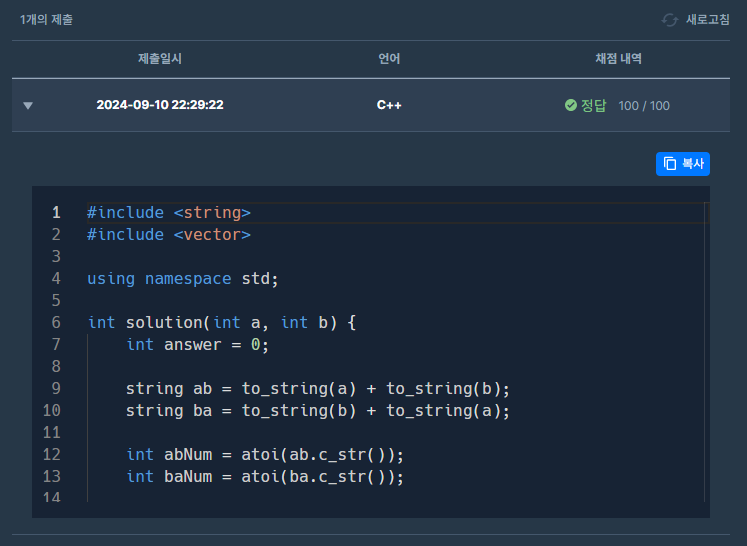 1개의 제출
새로고침
제출일시 언어 채점 내역
2024-09-10 22:29:22 C++ 정답 100 / 100
복사
1 #include <string>
2 #include <vector>
3
4 using namespace std;
5
6 int solution(int a, int b) {
7     int answer = 0;
8
9     string ab = to_string(a) + to_string(b);
10     string ba = to_string(b) + to_string(a);
11
12     int abNum = atoi(ab.c_str());
13     int baNum = atoi(ba.c_str());
14